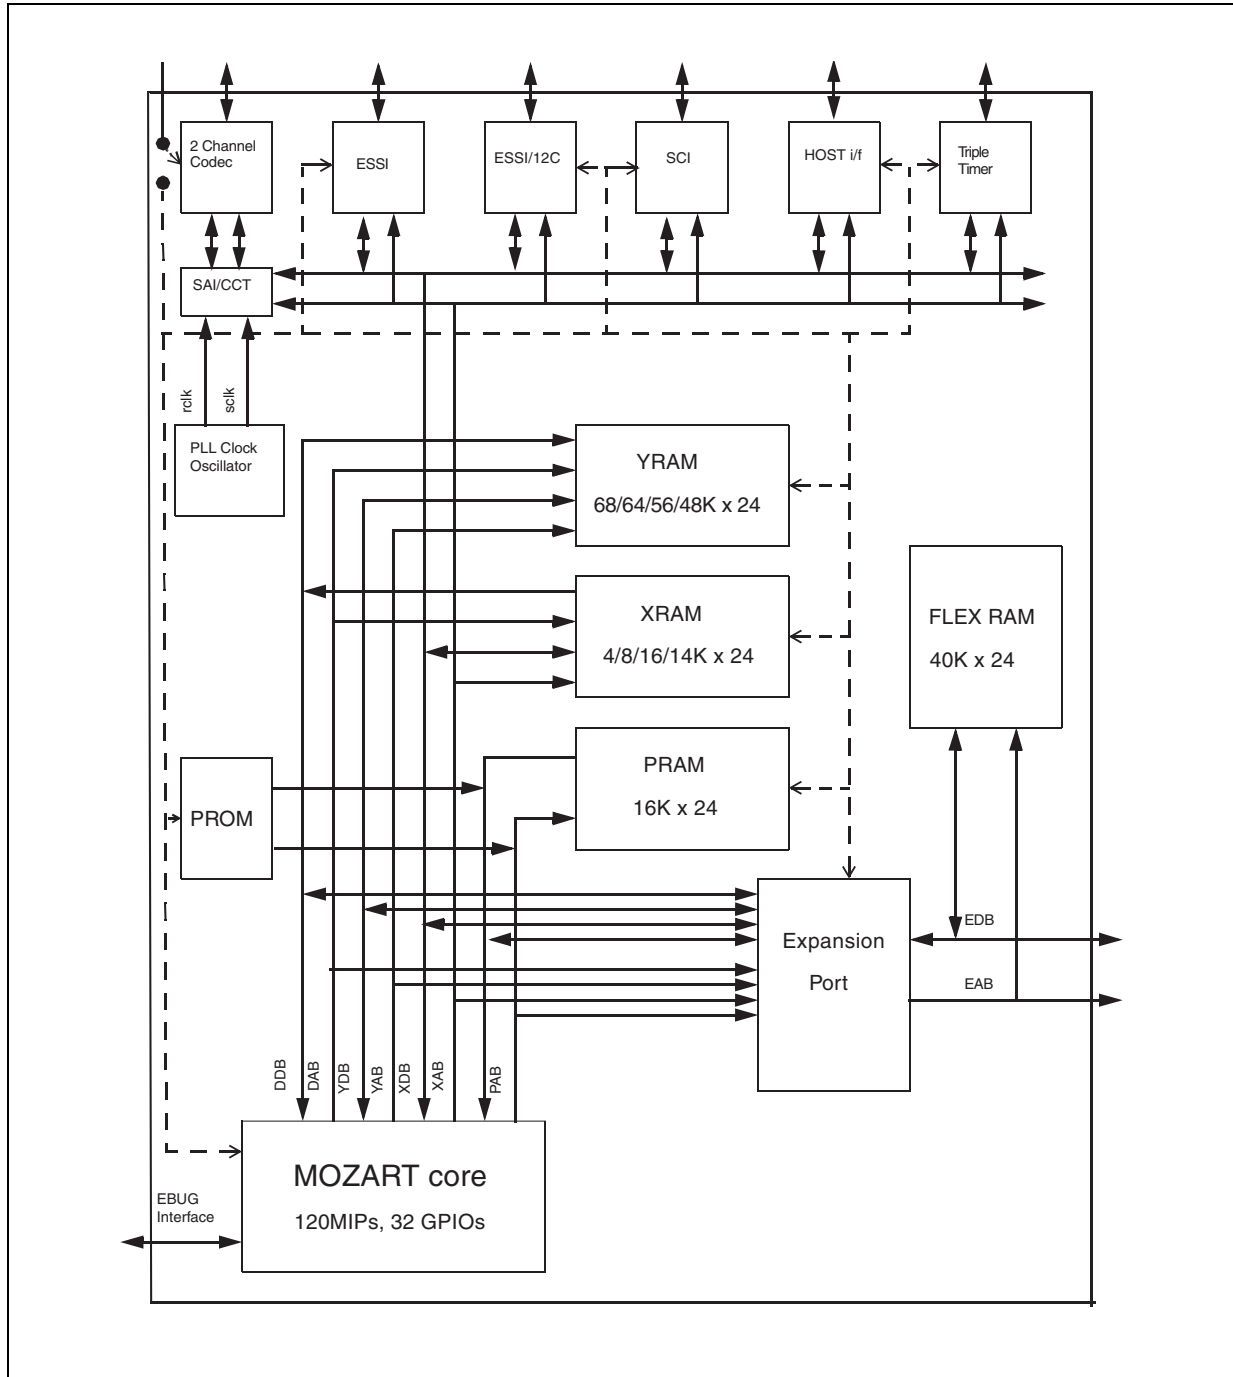 2 Channel
Codec
ESSI
ESSI/12C
SCI
HOST i/f
Triple
Timer
SAI/CCT
rclk
sclk
PLL Clock
Oscillator
YRAM
68/64/56/48K x 24
XRAM
4/8/16/14K x 24
FLEX RAM
40K x 24
PRAM
16K x 24
PROM
Expansion
Port
EDB
EAB
DDB
DAB
YDB
YAB
XDB
XAB
PAB
MOZART core
120MIPs, 32 GPIOs
EBUG
Interface